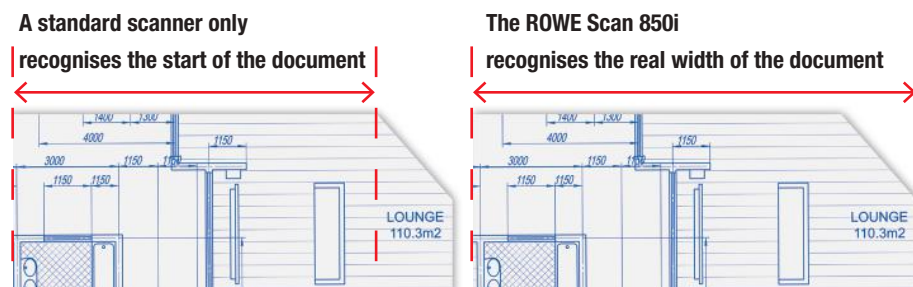 A standard scanner only
recognises the start of the document
The ROWE Scan 850i
recognises the real width of the document
1400 1300
4000
1150
3000 1150 1150
1150 1150
LOUNGE
110.3m2
1400 1300
4000
1150
3000 1150 1150
1150 1150
LOUNGE
110.3m2